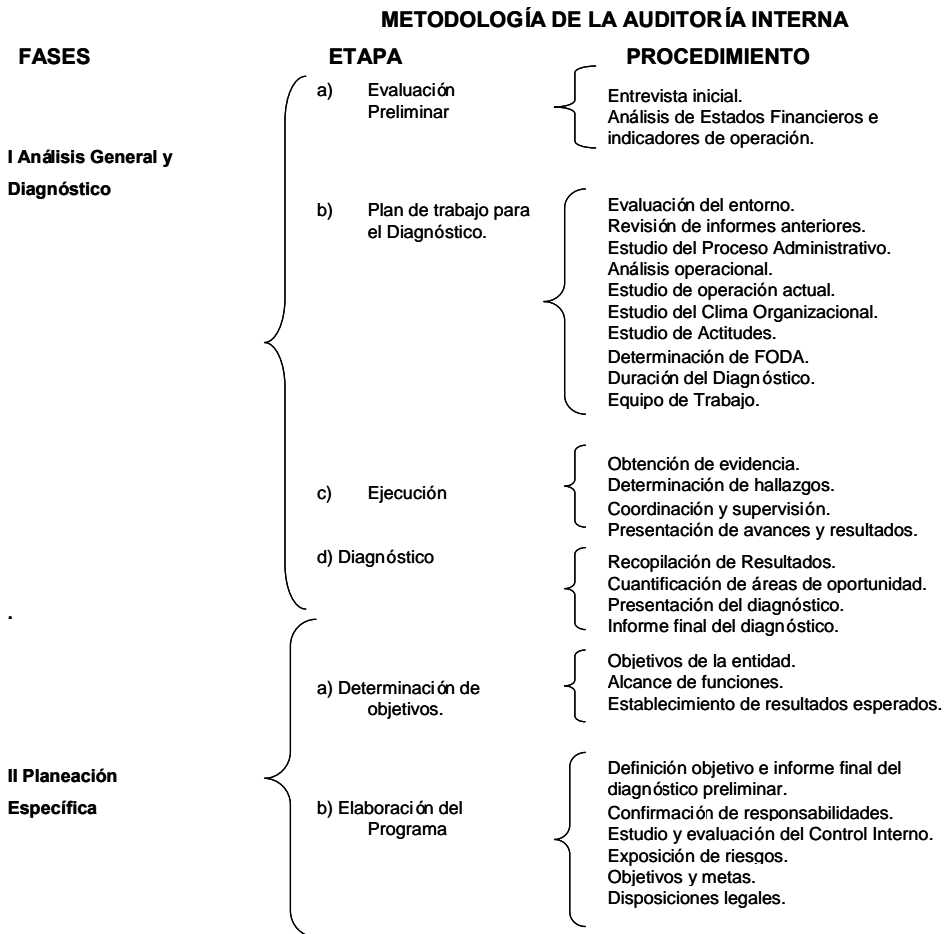 METODOLOGÍA DE LA AUDITORÍA INTERNA
FASES ETAPA PROCEDIMIENTO
I Análisis General y
Diagnóstico
a) Evaluación
Preliminar
Entrevista inicial.
Análisis de Estados Financieros e
indicadores de operación.
b) Plan de trabajo para
el Diagnóstico.
Evaluación del entorno.
Revisión de informes anteriores.
Estudio del Proceso Administrativo.
Análisis operacional.
Estudio de operación actual.
Estudio del Clima Organizacional.
Estudio de Actitudes.
Determinación de FODA.
Duración del Diagnóstico.
Equipo de Trabajo.
c) Ejecución
Obtención de evidencia.
Determinación de hallazgos.
Coordinación y supervisión.
Presentación de avances y resultados.
d) Diagnóstico
Recopilación de Resultados.
Cuantificación de áreas de oportunidad.
Presentación del diagnóstico.
Informe final del diagnóstico.
.
II Planeación
Específica
a) Determinación de
objetivos.
Objetivos de la entidad.
Alcance de funciones.
Establecimiento de resultados esperados.
b) Elaboración del
Programa
Definición objetivo e informe final del
diagnóstico preliminar.
Confirmación de responsabilidades.
Estudio y evaluación del Control Interno.
Exposición de riesgos.
Objetivos y metas.
Disposiciones legales.